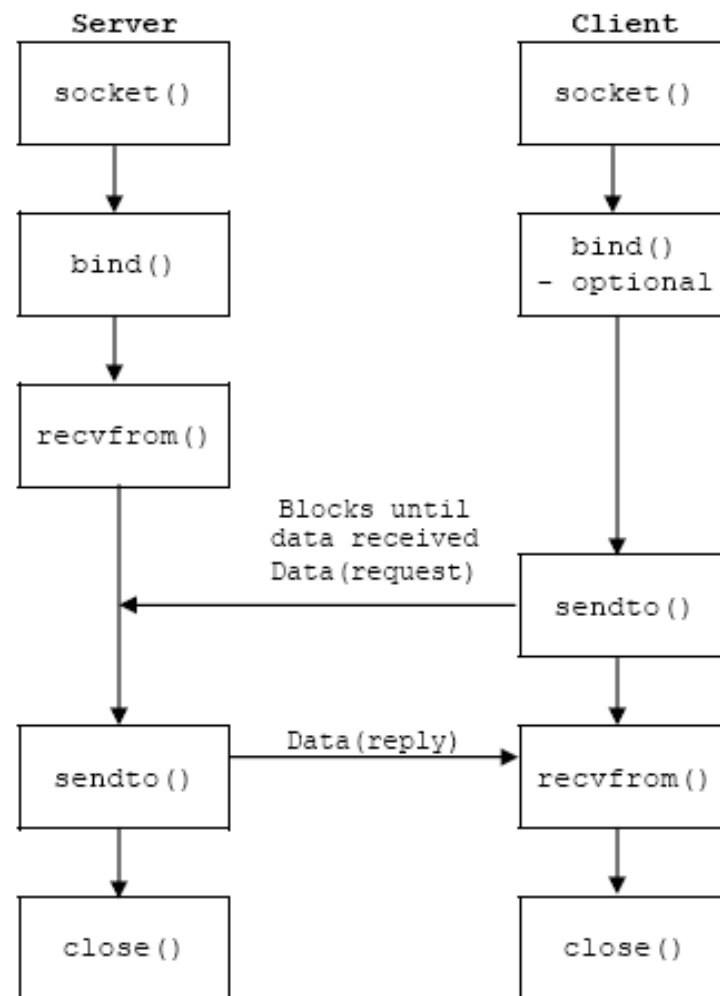 Server
Client
socket()
socket()
bind()
bind()
- optional
recvfrom()
Blocks until
data received
Data(request)
sendto()
sendto()
Data(reply)
recvfrom()
close()
close()